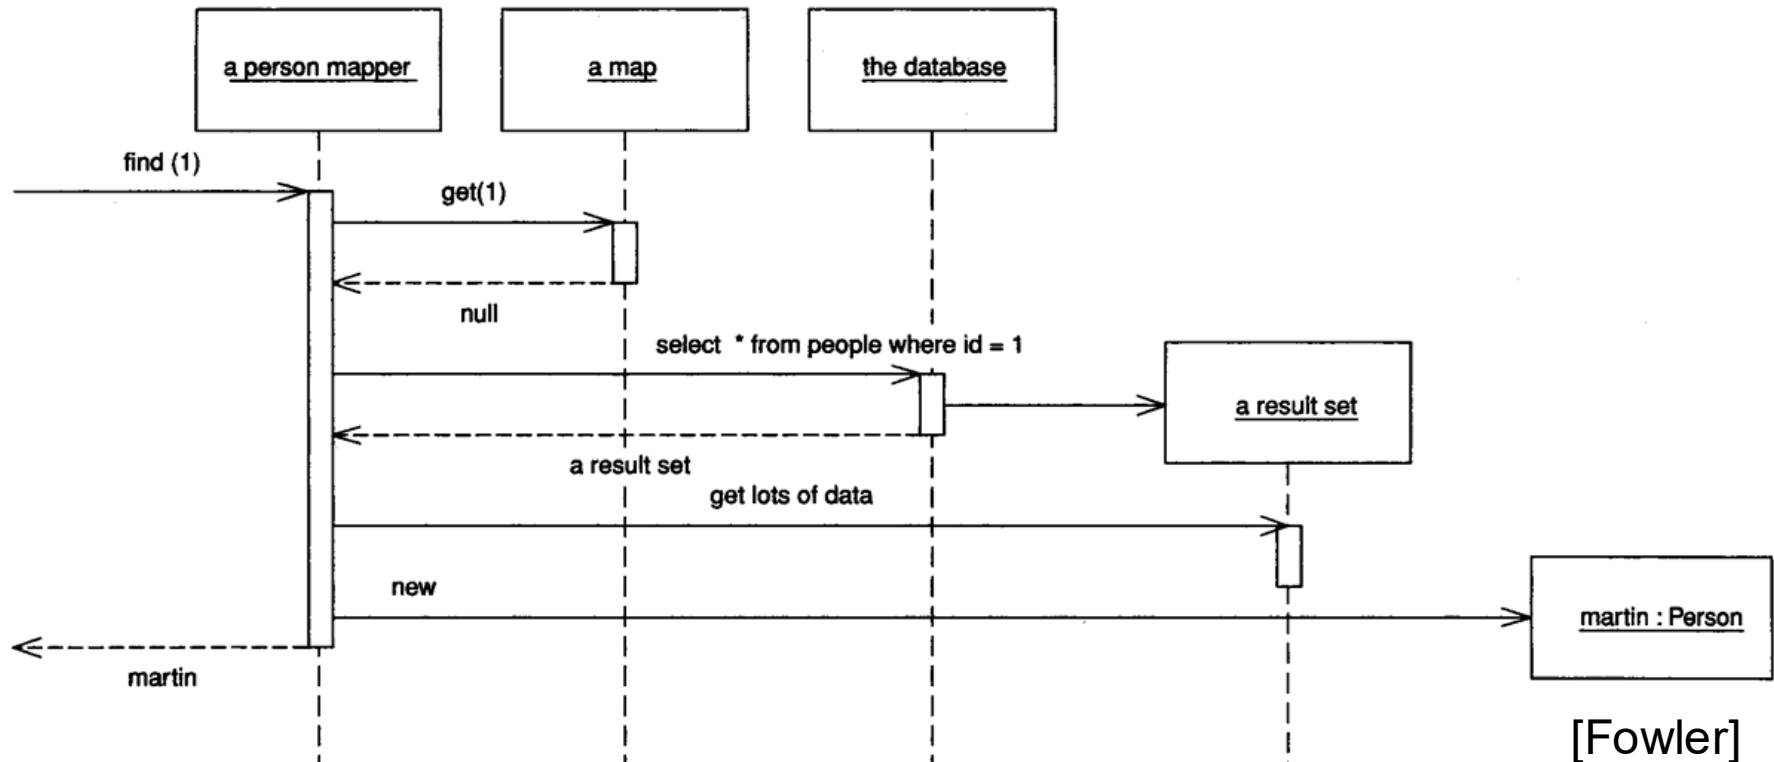 a person mapper
a map
the database
find (1)
get(1)
null
select * from people where id = 1
a result set
a result set
get lots of data
new
martin : Person
martin
[Fowler]